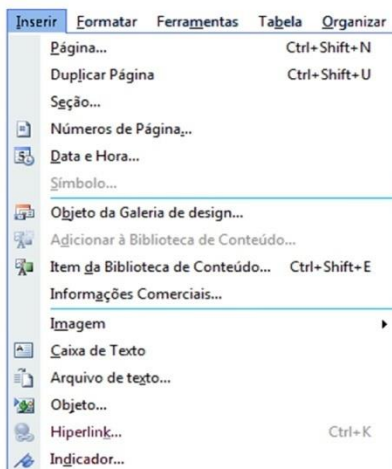 Inserir Formatar Ferramentas Tabela Organizar
Página... Ctrl+Shift+N
Duplicar Página Ctrl+Shift+U
Seção...
Números de Página...
Data e Hora...
Símbolo...
Objeto da Galeria de design...
Adicionar à Biblioteca de Conteúdo...
Item da Biblioteca de Conteúdo... Ctrl+Shift+E
Informações Comerciais...
Imagem
Caixa de Texto
Arquivo de texto...
Objeto...
Hiperlink... Ctrl+K
Indicador...